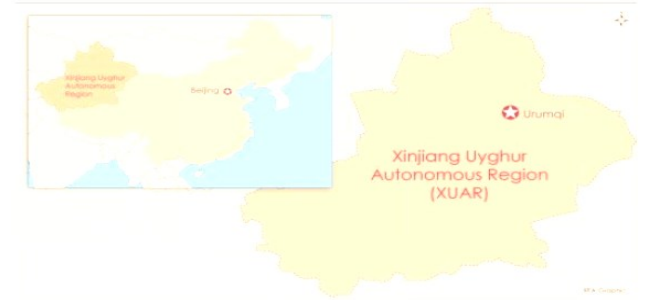 Xinjiang Uyghur
Autonomous
Region
Beijing
Urumqi
Xinjiang Uyghur
Autonomous Region
(XUAR)